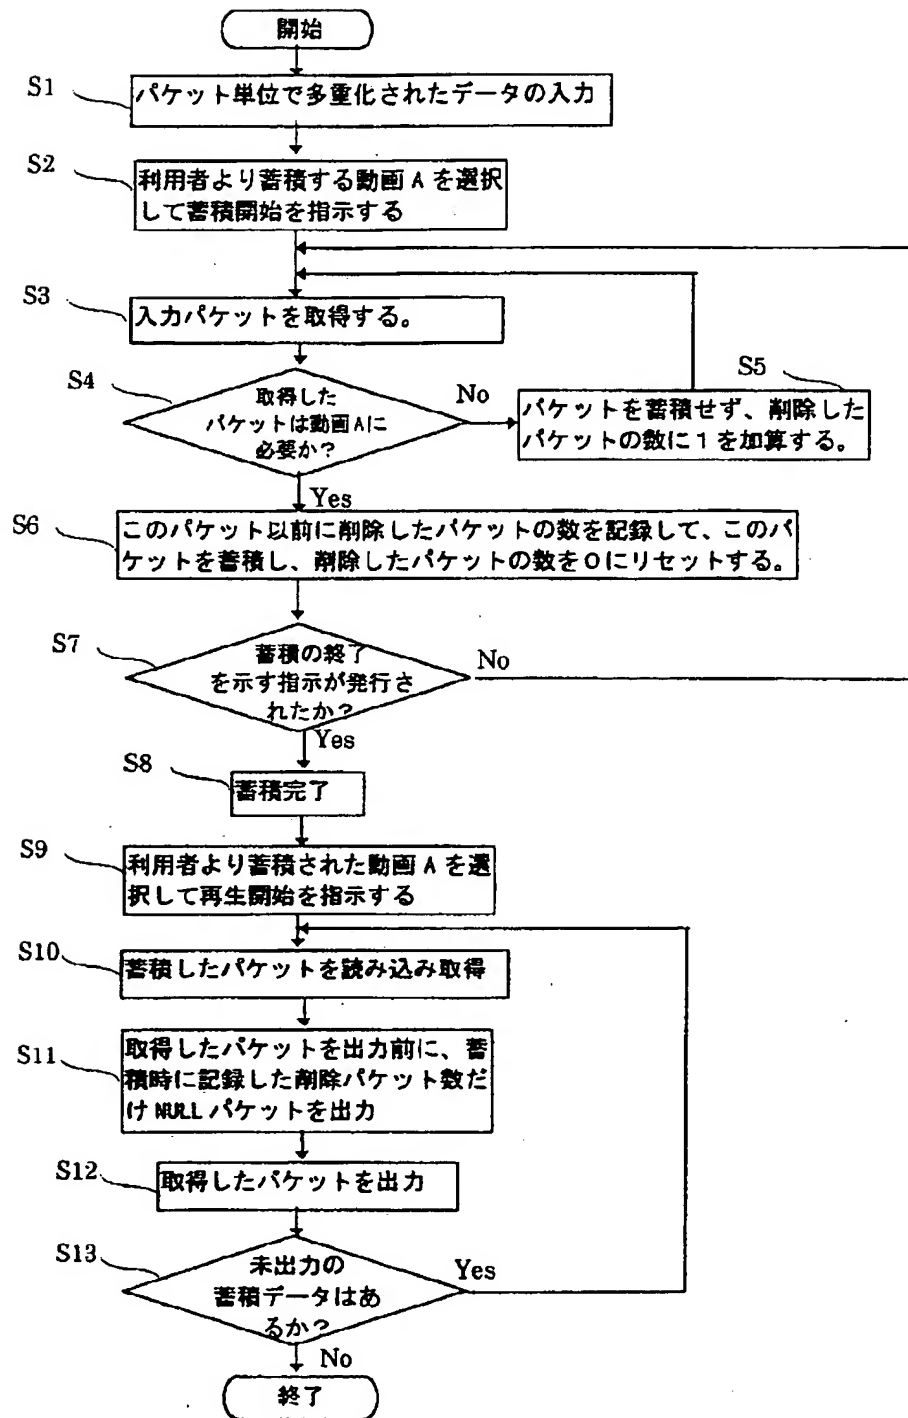 開始
S1
パケット単位で多重化されたデータの入力
S2
利用者より蓄積する動画Aを選択
して蓄積開始を指示する
S3
入力パケットを取得する。
S4
取得した
パケットは動画Aに
必要か?
No
S5
パケットを蓄積せず、削除した
パケットの数に1を加算する。
Yes
S6
このパケット以前に削除したパケットの数を記録して、このパ
ケットを蓄積し、削除したパケットの数を0にリセットする。
S7
蓄積の終了
を示す指示が発行さ
れたか?
No
Yes
S8
蓄積完了
S9
利用者より蓄積された動画Aを選
択して再生開始を指示する
S10
蓄積したパケットを読み込み取得
S11
取得したパケットを出力前に、蓄
積時に記録した削除パケット数だ
けNULLパケットを出力
S12
取得したパケットを出力
S13
未出力の
蓄積データはあ
るか?
Yes
No
終了